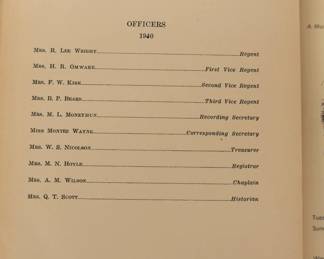 OFFICERS
1940
Mrs. R. Lee Wright Regent
Mrs. H. R. Omwake First Vice Regent
Mrs. F. W. Kirk Second Vice Regent
Mrs. B. P. Beard Third Vice Regent
Mrs. M. L. Moneyhun Recording Secretary
Miss Montez Wayne Corresponding Secretary
Mrs. W. S. Nicolson Treasurer
Mrs. M. N. Hoyle Registrar
Mrs. A. M. Wilson Chaplain
Mrs. Q. T. Scott Historian